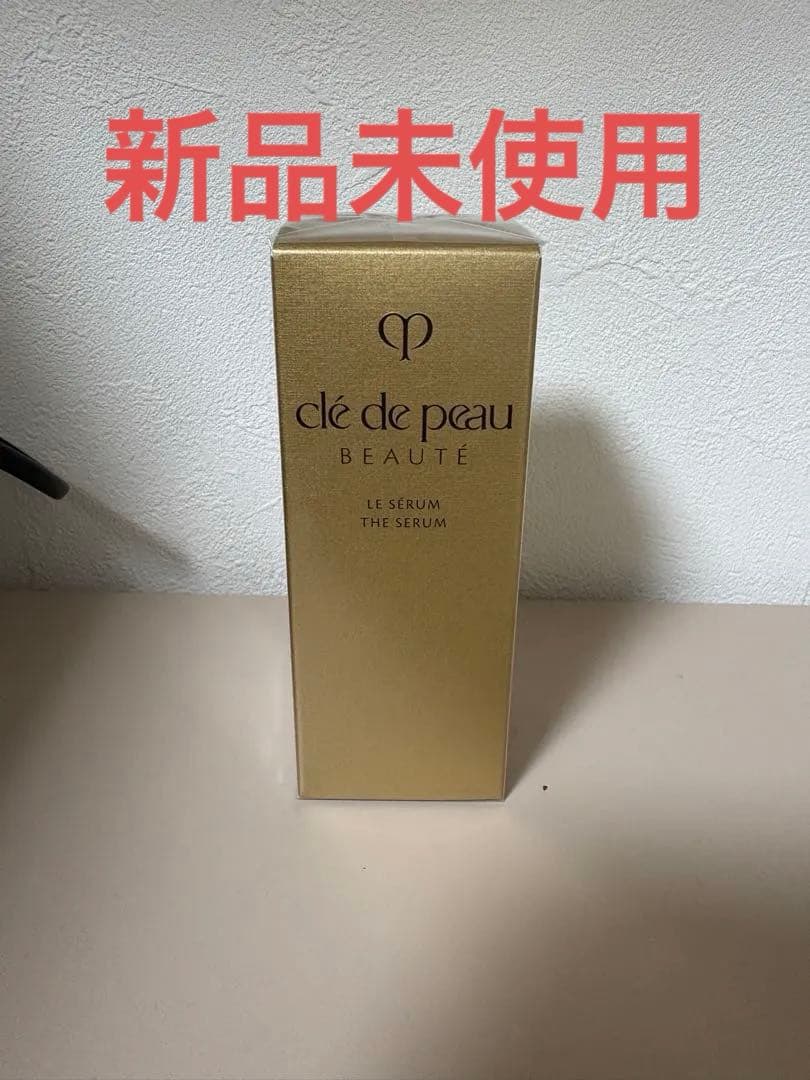 新品未使用
clé de peau
BEAUTÉ
LE SÉRUM
THE SERUM